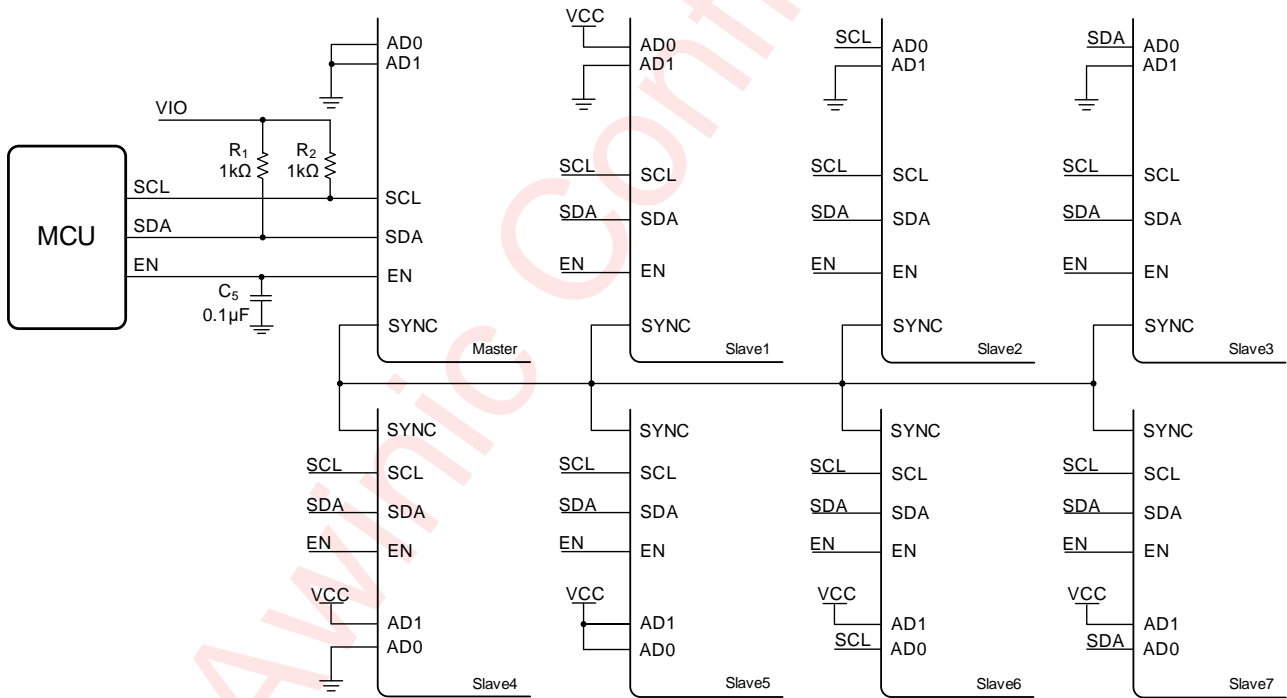 VCC
AD0
AD1
AD0
AD1
SCL
AD0
AD1
SDA
AD0
AD1
VIO
R1
1kΩ
R2
1kΩ
MCU
SCL
SCL
SDA
SDA
EN
EN
C5
0.1µF
SYNC
Master
SCL
SCL
SDA
SDA
EN
EN
SYNC
Slave1
SCL
SCL
SDA
SDA
EN
EN
SYNC
Slave2
SCL
SCL
SDA
SDA
EN
EN
SYNC
Slave3
SYNC
SCL
SCL
SDA
SDA
EN
EN
VCC
AD1
AD0
Slave4
SYNC
SCL
SCL
SDA
SDA
EN
EN
VCC
AD1
AD0
Slave5
SYNC
SCL
SCL
SDA
SDA
EN
EN
VCC
AD1
SCL
AD0
Slave6
SYNC
SCL
SCL
SDA
SDA
EN
EN
VCC
AD1
SDA
AD0
Slave7
Awinic Confi